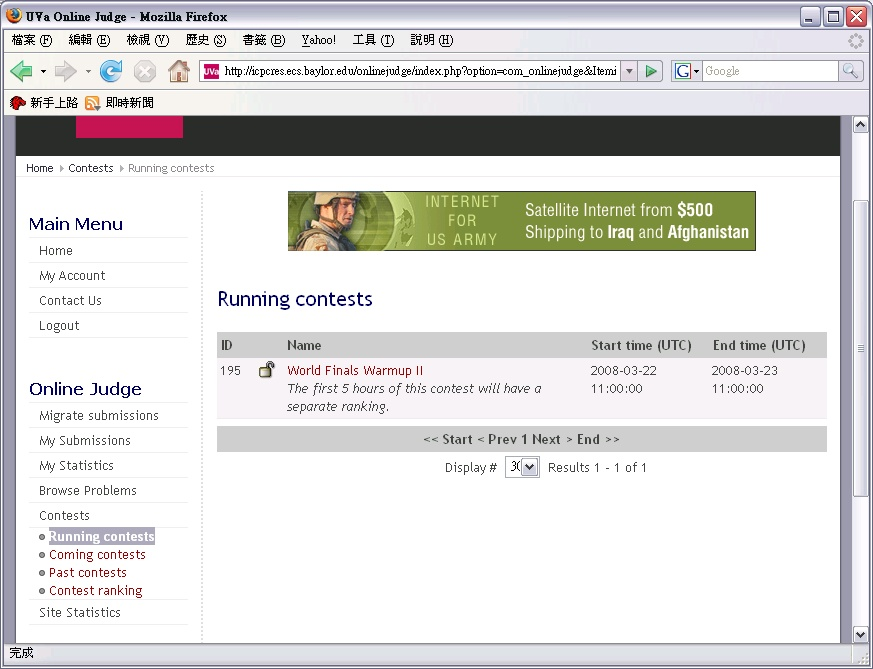 UVa Online Judge - Mozilla Firefox
檔案 (F) 編輯 (E) 檢視 (V) 歷史 (S) 書籤 (B) Yahoo! 工具 (T) 說明 (H)
UVa http://icpcres.ecs.baylor.edu/onlinejudge/index.php?option=com_onlinejudge&Itemi G Google
新手上路 即時新聞
Home Contests Running contests
INTERNET
FOR
US ARMY
Satellite Internet from $500
Shipping to Iraq and Afghanistan
Main Menu
Home
My Account
Contact Us
Logout
Online Judge
Migrate submissions
My Submissions
My Statistics
Browse Problems
Contests
Running contests
Coming contests
Past contests
Contest ranking
Site Statistics
Running contests
ID Name Start time (UTC) End time (UTC)
195 World Finals Warmup II 2008-03-22 2008-03-23
The first 5 hours of this contest will have a 11:00:00 11:00:00
separate ranking.
<< Start < Prev 1 Next > End >>
Display # 30 Results 1 - 1 of 1
完成